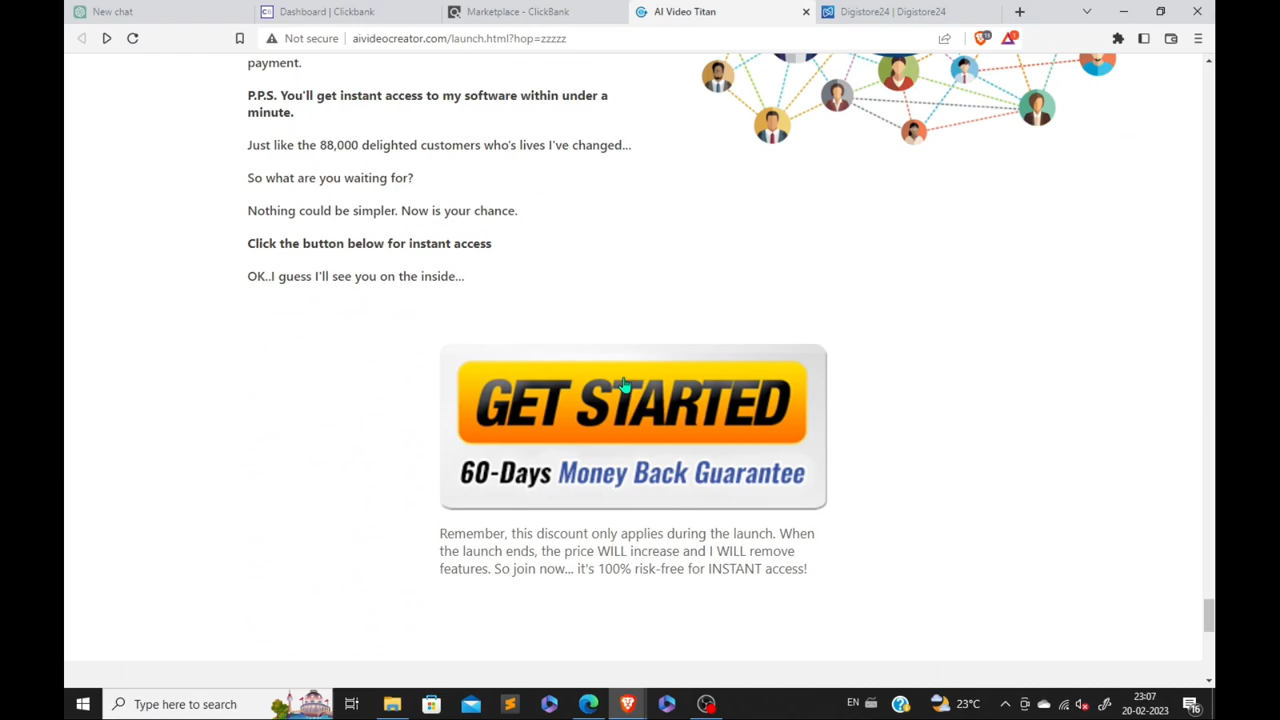 New chat
Dashboard | Clickbank
Marketplace - ClickBank
AI Video Titan
Digistore24 | Digistore24
Not secure
aivideocreator.com/launch.html?hop=zzzzz
payment.
P.P.S. You'll get instant access to my software within under a
minute.
Just like the 88,000 delighted customers who's lives I've changed...
So what are you waiting for?
Nothing could be simpler. Now is your chance.
Click the button below for instant access
OK..I guess I'll see you on the inside...
GET STARTED
60-Days Money Back Guarantee
Remember, this discount only applies during the launch. When
the launch ends, the price WILL increase and I WILL remove
features. So join now... it's 100% risk-free for INSTANT access!
Type here to search
EN
23°C
23:07
20-02-2023